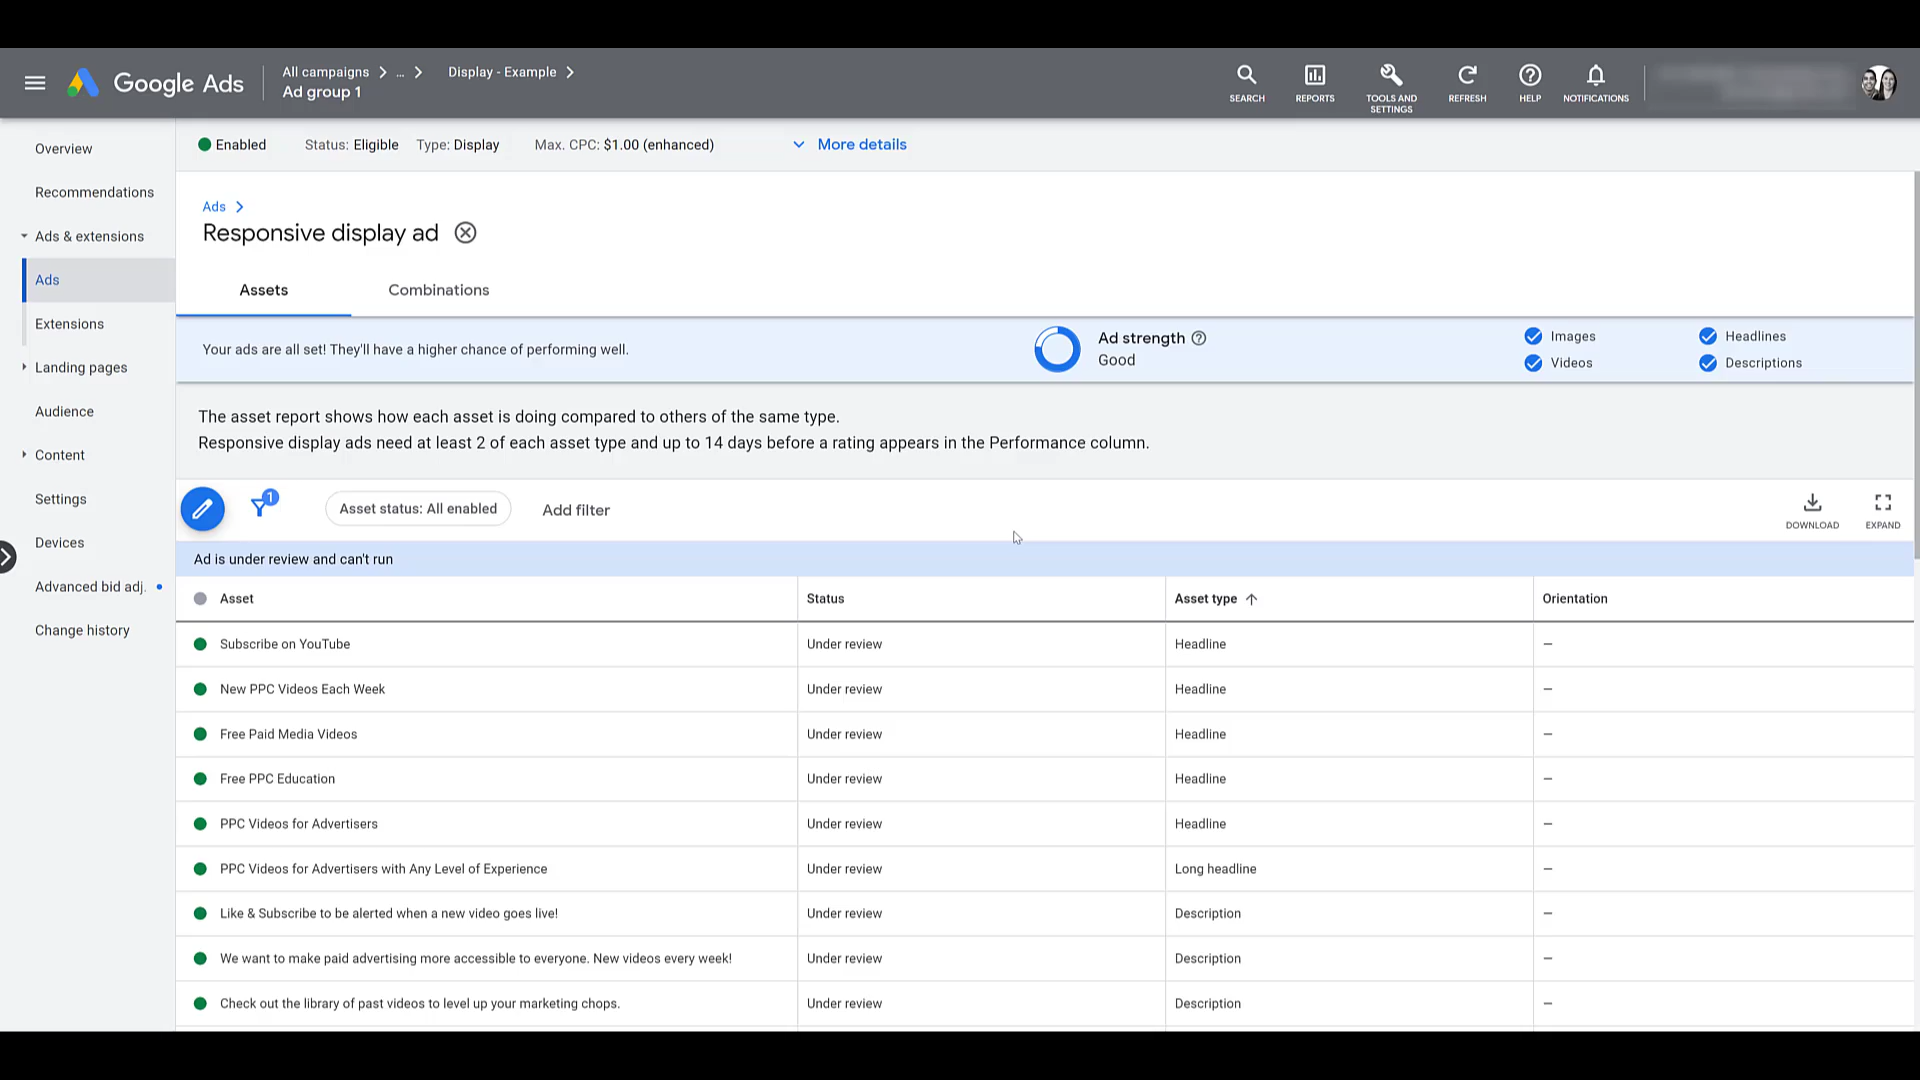 Google Ads
All campaigns > ... > Display - Example >
Ad group 1
SEARCH
REPORTS
TOOLS AND
SETTINGS
REFRESH
HELP
NOTIFICATIONS
Overview
Recommendations
Ads & extensions
Ads
Extensions
Landing pages
Audience
Content
Settings
Devices
Advanced bid adj.
Change history
Enabled Status: Eligible Type: Display Max. CPC: $1.00 (enhanced) More details
Ads >
Responsive display ad
Assets Combinations
Your ads are all set! They'll have a higher chance of performing well.
Ad strength
Good
Images Headlines
Videos Descriptions
The asset report shows how each asset is doing compared to others of the same type.
Responsive display ads need at least 2 of each asset type and up to 14 days before a rating appears in the Performance column.
1
Asset status: All enabled Add filter
DOWNLOAD
EXPAND
Ad is under review and can't run
Asset Status Asset type Orientation
Subscribe on YouTube Under review Headline –
New PPC Videos Each Week Under review Headline –
Free Paid Media Videos Under review Headline –
Free PPC Education Under review Headline –
PPC Videos for Advertisers Under review Headline –
PPC Videos for Advertisers with Any Level of Experience Under review Long headline –
Like & Subscribe to be alerted when a new video goes live! Under review Description –
We want to make paid advertising more accessible to everyone. New videos every week! Under review Description –
Check out the library of past videos to level up your marketing chops. Under review Description –